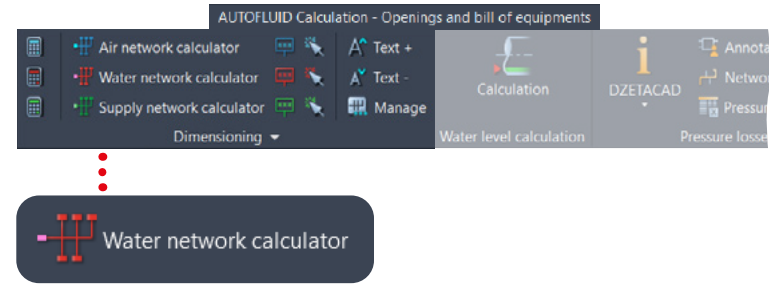 AUTOFLUID Calculation - Openings and bill of equipments
Air network calculator Text + Annota
Water network calculator Text - Calculation DZETACAD Networ
Supply network calculator Manage Pressur
Dimensioning Water level calculation Pressure losse
Water network calculator